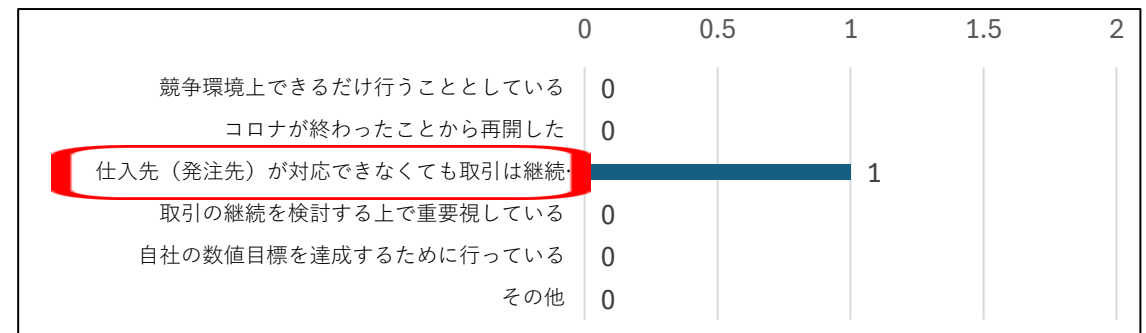 0 0.5 1 1.5 2
競争環境上できるだけ行うこととしている 0
コロナが終わったことから再開した 0
仕入先（発注先）が対応できなくても取引は継続… 1
取引の継続を検討する上で重要視している 0
自社の数値目標を達成するために行っている 0
その他 0